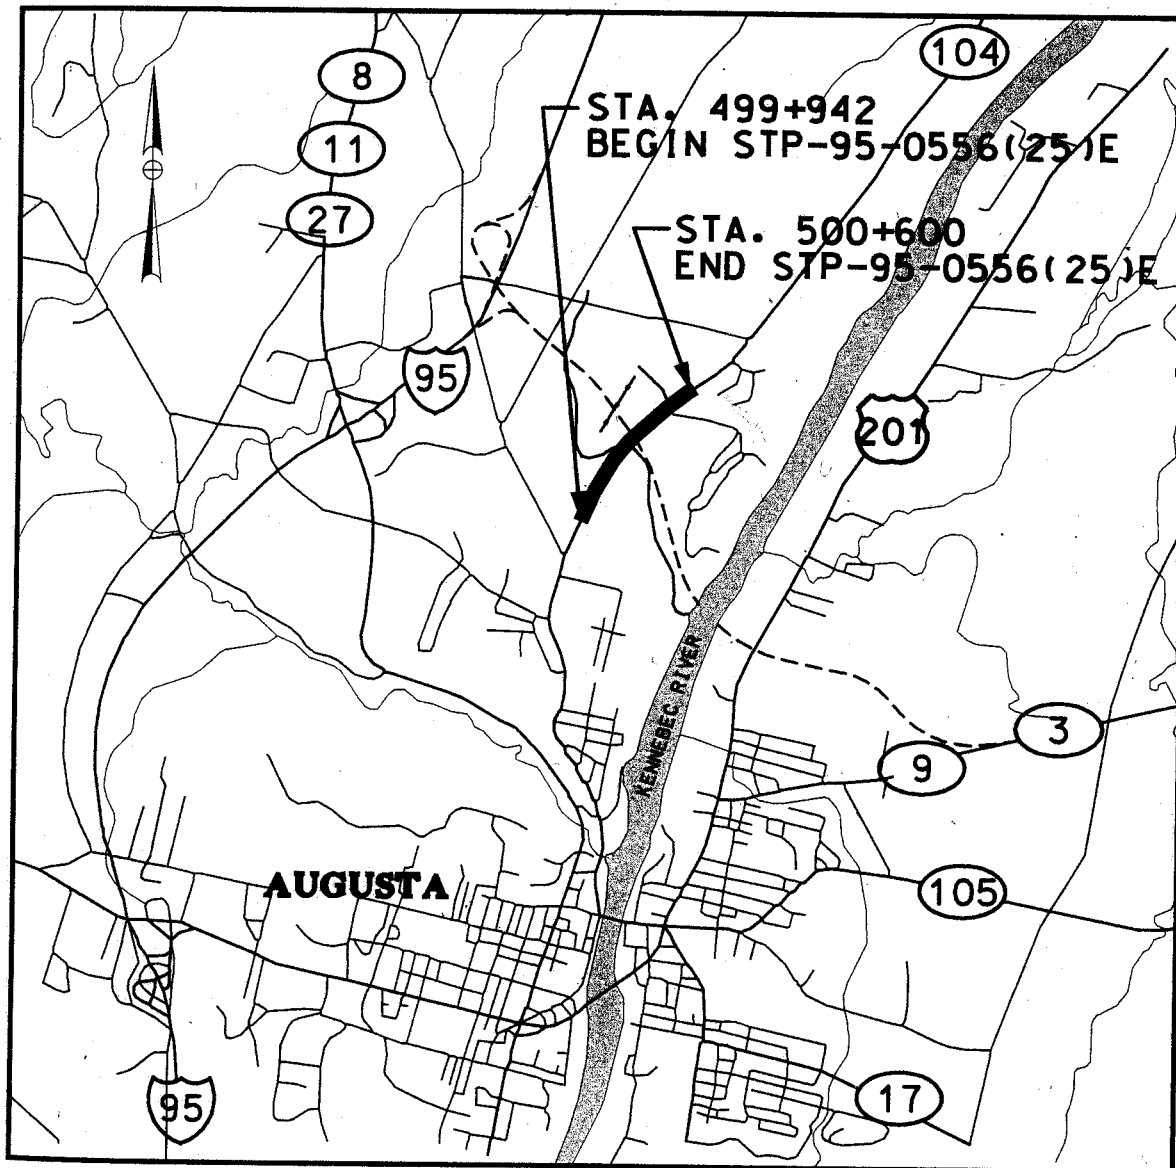 104
8
STA. 499+942
BEGIN STP-95-0556(25)E
11
27
STA. 500+600
END STP-95-0556(25)E
95
201
KENNEBEC RIVER
3
9
AUGUSTA
105
95
17